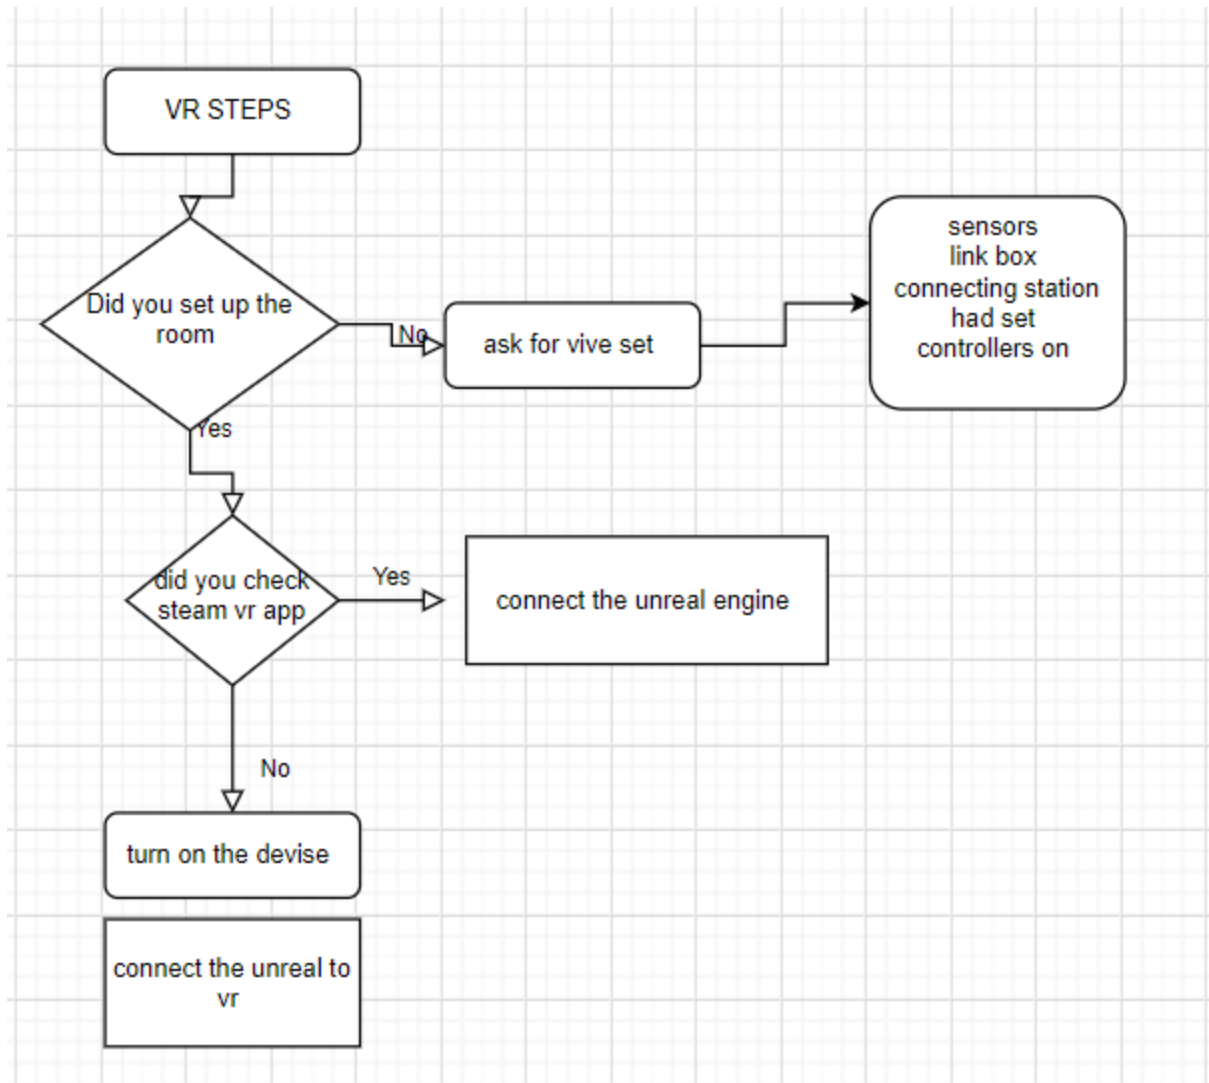 VR STEPS
Did you set up the
room
No
ask for vive set
sensors
link box
connecting station
had set
controllers on
Yes
did you check
steam vr app
Yes
connect the unreal engine
No
turn on the devise
connect the unreal to
vr